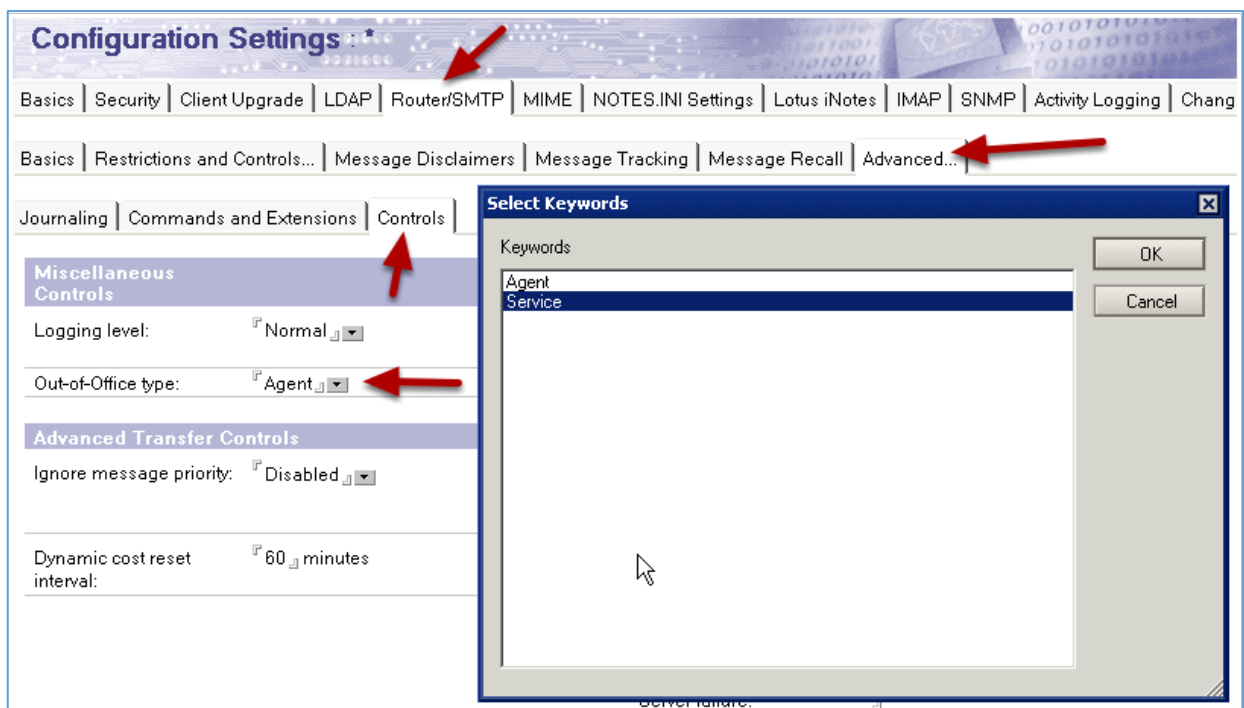 Configuration Settings : *
Basics | Security | Client Upgrade | LDAP | Router/SMTP | MIME | NOTES.INI Settings | Lotus iNotes | IMAP | SNMP | Activity Logging | Chang
Basics | Restrictions and Controls... | Message Disclaimers | Message Tracking | Message Recall | Advanced...
Journaling | Commands and Extensions | Controls
Miscellaneous
Controls
Logging level: Normal
Out-of-Office type: Agent
Advanced Transfer Controls
Ignore message priority: Disabled
Dynamic cost reset 60 minutes
interval:
Select Keywords
Keywords
Agent
Service
OK
Cancel